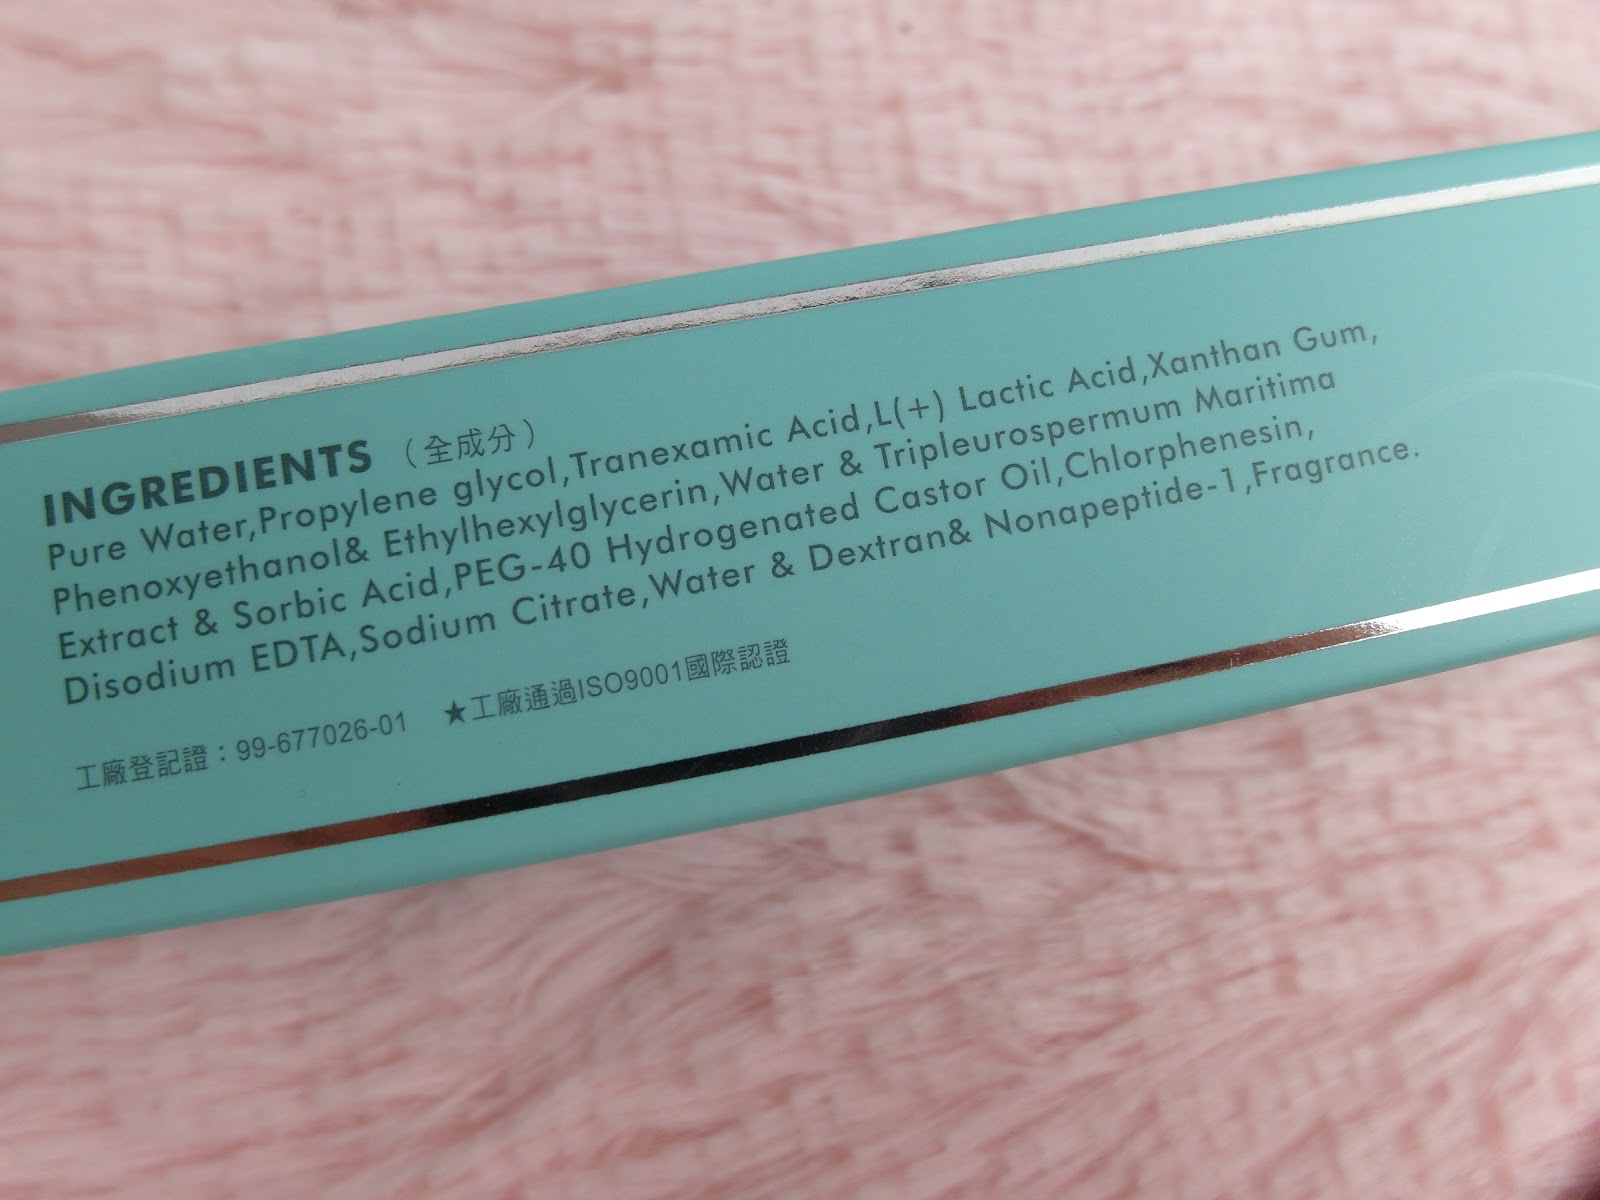 INGREDIENTS （全成分）
Pure Water,Propylene glycol,Tranexamic Acid,L(+) Lactic Acid,Xanthan Gum,
Phenoxyethanol& Ethylhexylglycerin,Water & Tripleurospermum Maritima
Extract & Sorbic Acid,PEG-40 Hydrogenated Castor Oil,Chlorphenesin,
Disodium EDTA,Sodium Citrate,Water & Dextran& Nonapeptide-1,Fragrance.
工廠登記證：99-677026-01 ★工廠通過ISO9001國際認證